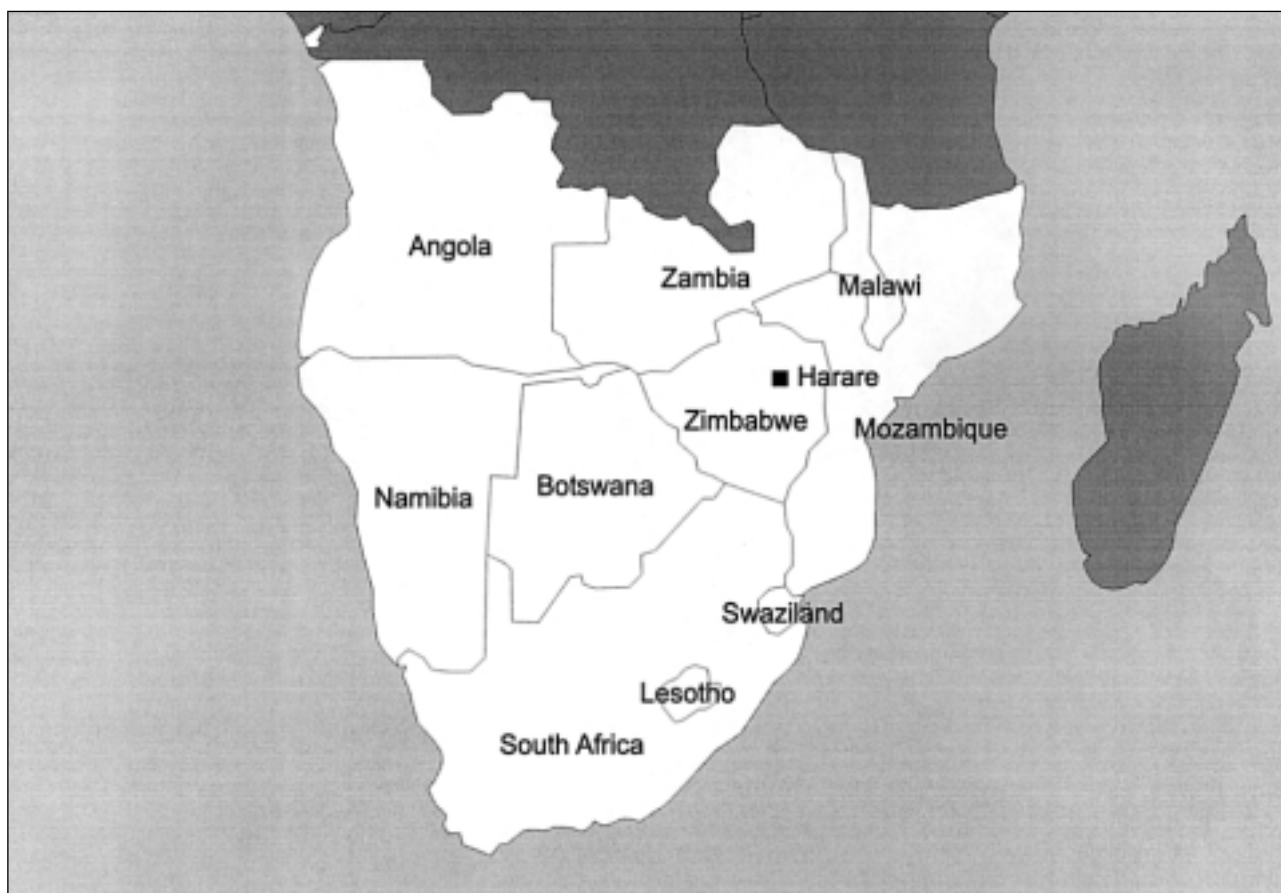 Angola
Zambia
Malawi
Harare
Zimbabwe
Mozambique
Namibia
Botswana
Swaziland
Lesotho
South Africa